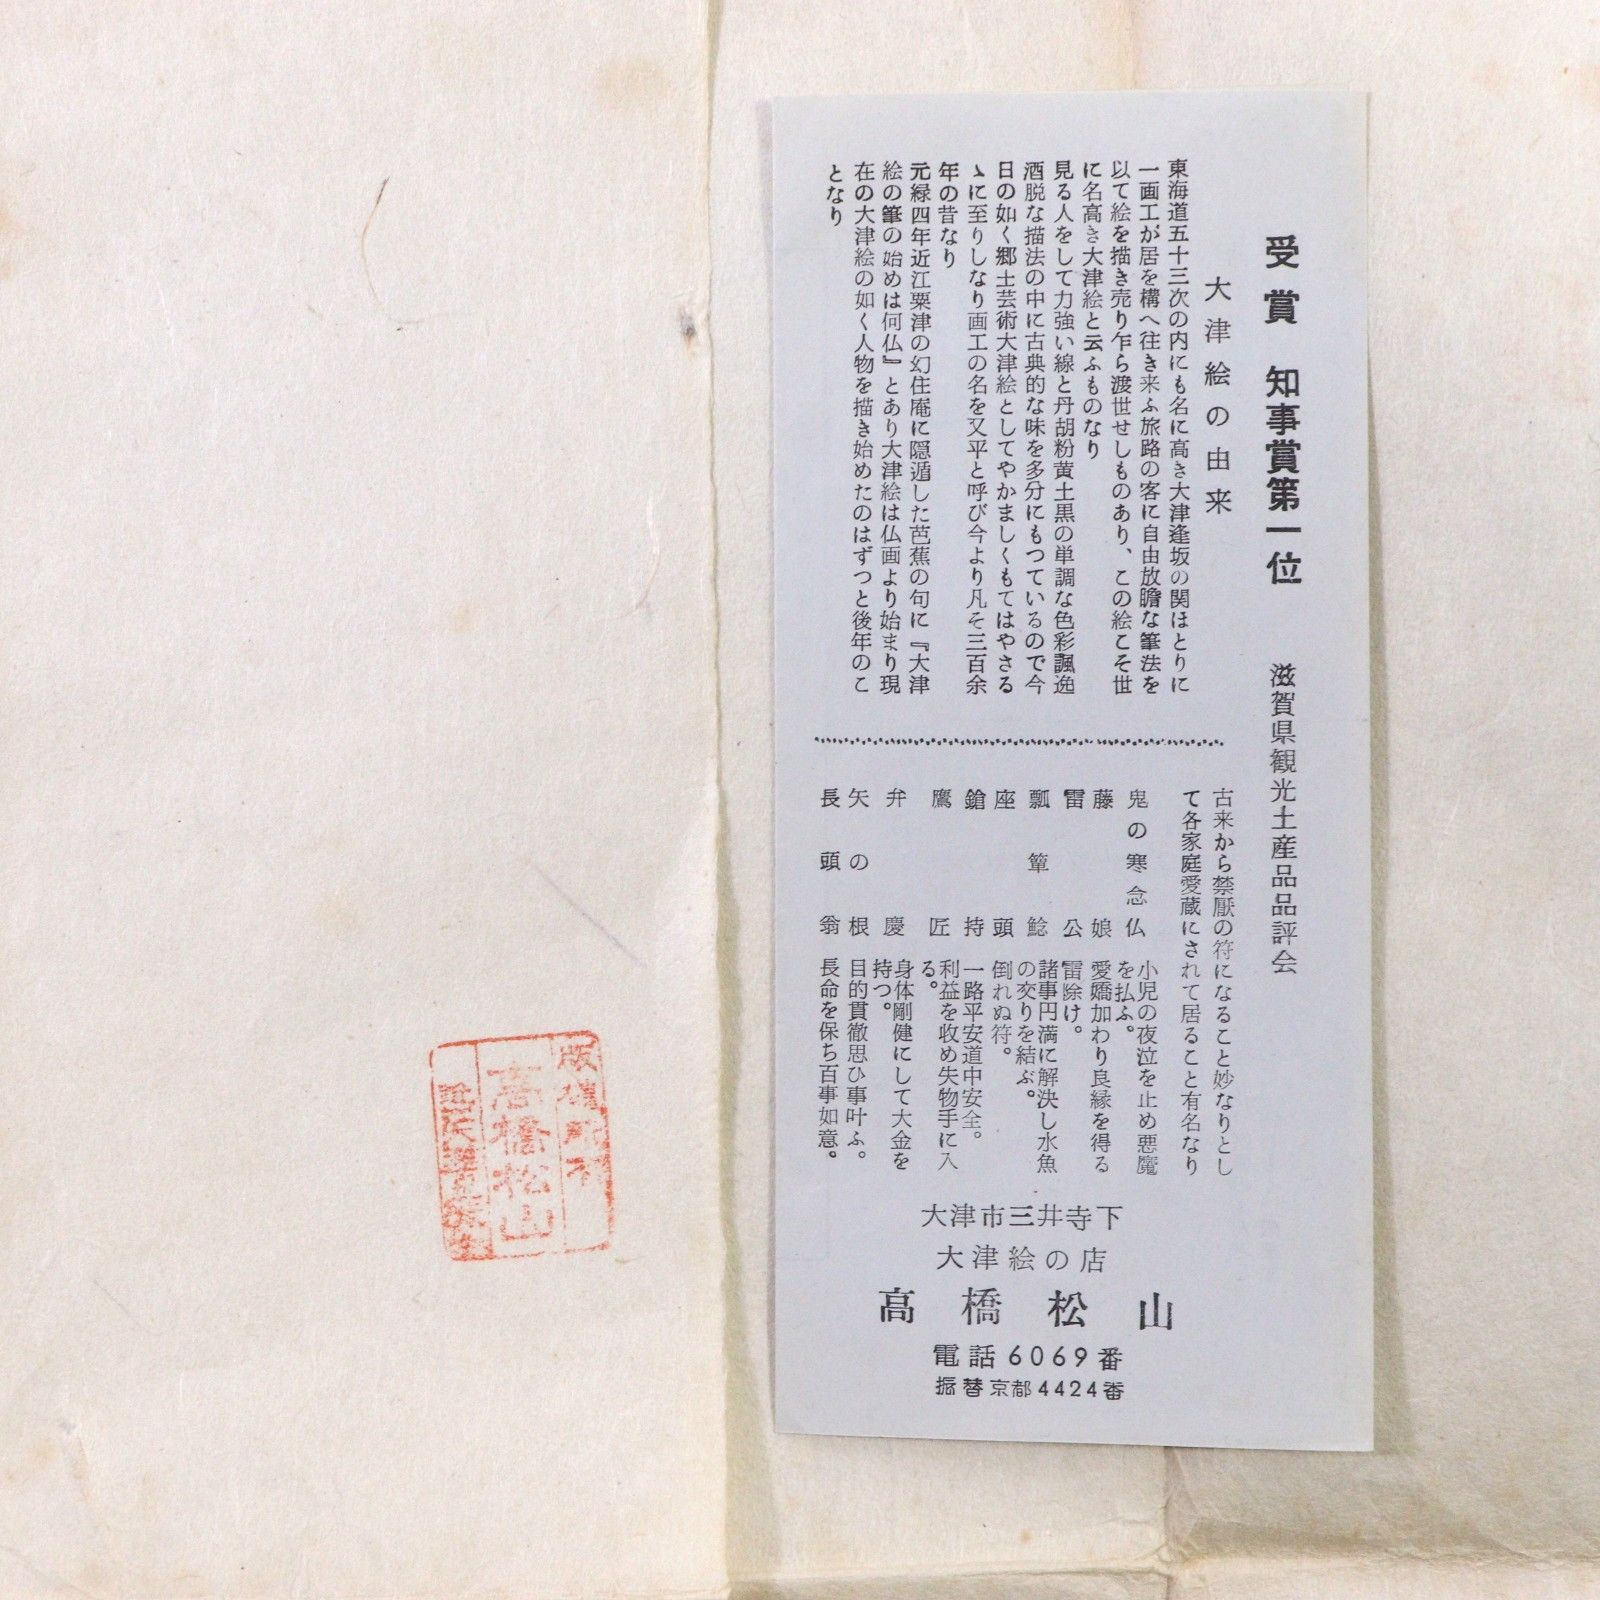 受賞 知事賞第一位 滋賀県観光土産品品評会
大津絵の由来
東海道五十三次の内にも名に高き大津逢坂の関ほとりに
一画工が居を構へ往き来ふ旅路の客に自由放膽な筆法を
以て絵を描き売り乍ら渡世せしものあり、この絵こそ世
に名高き大津絵と云ふものなり
見る人をして力強い線と丹胡粉黄土黒の単調な色彩諷逸
洒脱な描法の中に古典的な味を多分にもつているので今
日の如く郷土芸術大津絵としてやかましくもてはやさる
ゝに至りしなり画工の名を又平と呼び今より凡そ三百余
年の昔なり
元緑四年近江粟津の幻住庵に隠遁した芭蕉の句に『大津
絵の筆の始めは何仏』とあり大津絵は仏画より始まり現
在の大津絵の如く人物を描き始めたのはずつと後年のこ
となり
古来から禁厭の符になること妙なりとし
て各家庭愛蔵にされて居ること有名なり
鬼の寒念仏 小児の夜泣を止め悪魔
を払ふ。
藤娘 愛嬌加わり良縁を得る
雷公 雷除け。
瓢箪鯰 諸事円満に解決し水魚
の交りを結ぶ。
座頭 倒れぬ符。
鎗持 一路平安道中安全。
鷹匠 利益を收め失物手に入
る。
弁慶 身体剛健にして大金を
持つ。
矢の根 目的貫徹思ひ事叶ふ。
長頭翁 長命を保ち百事如意。
大津市三井寺下
大津絵の店
高橋松山
電話6069番
振替京都4424番
版権所有
高橋松山